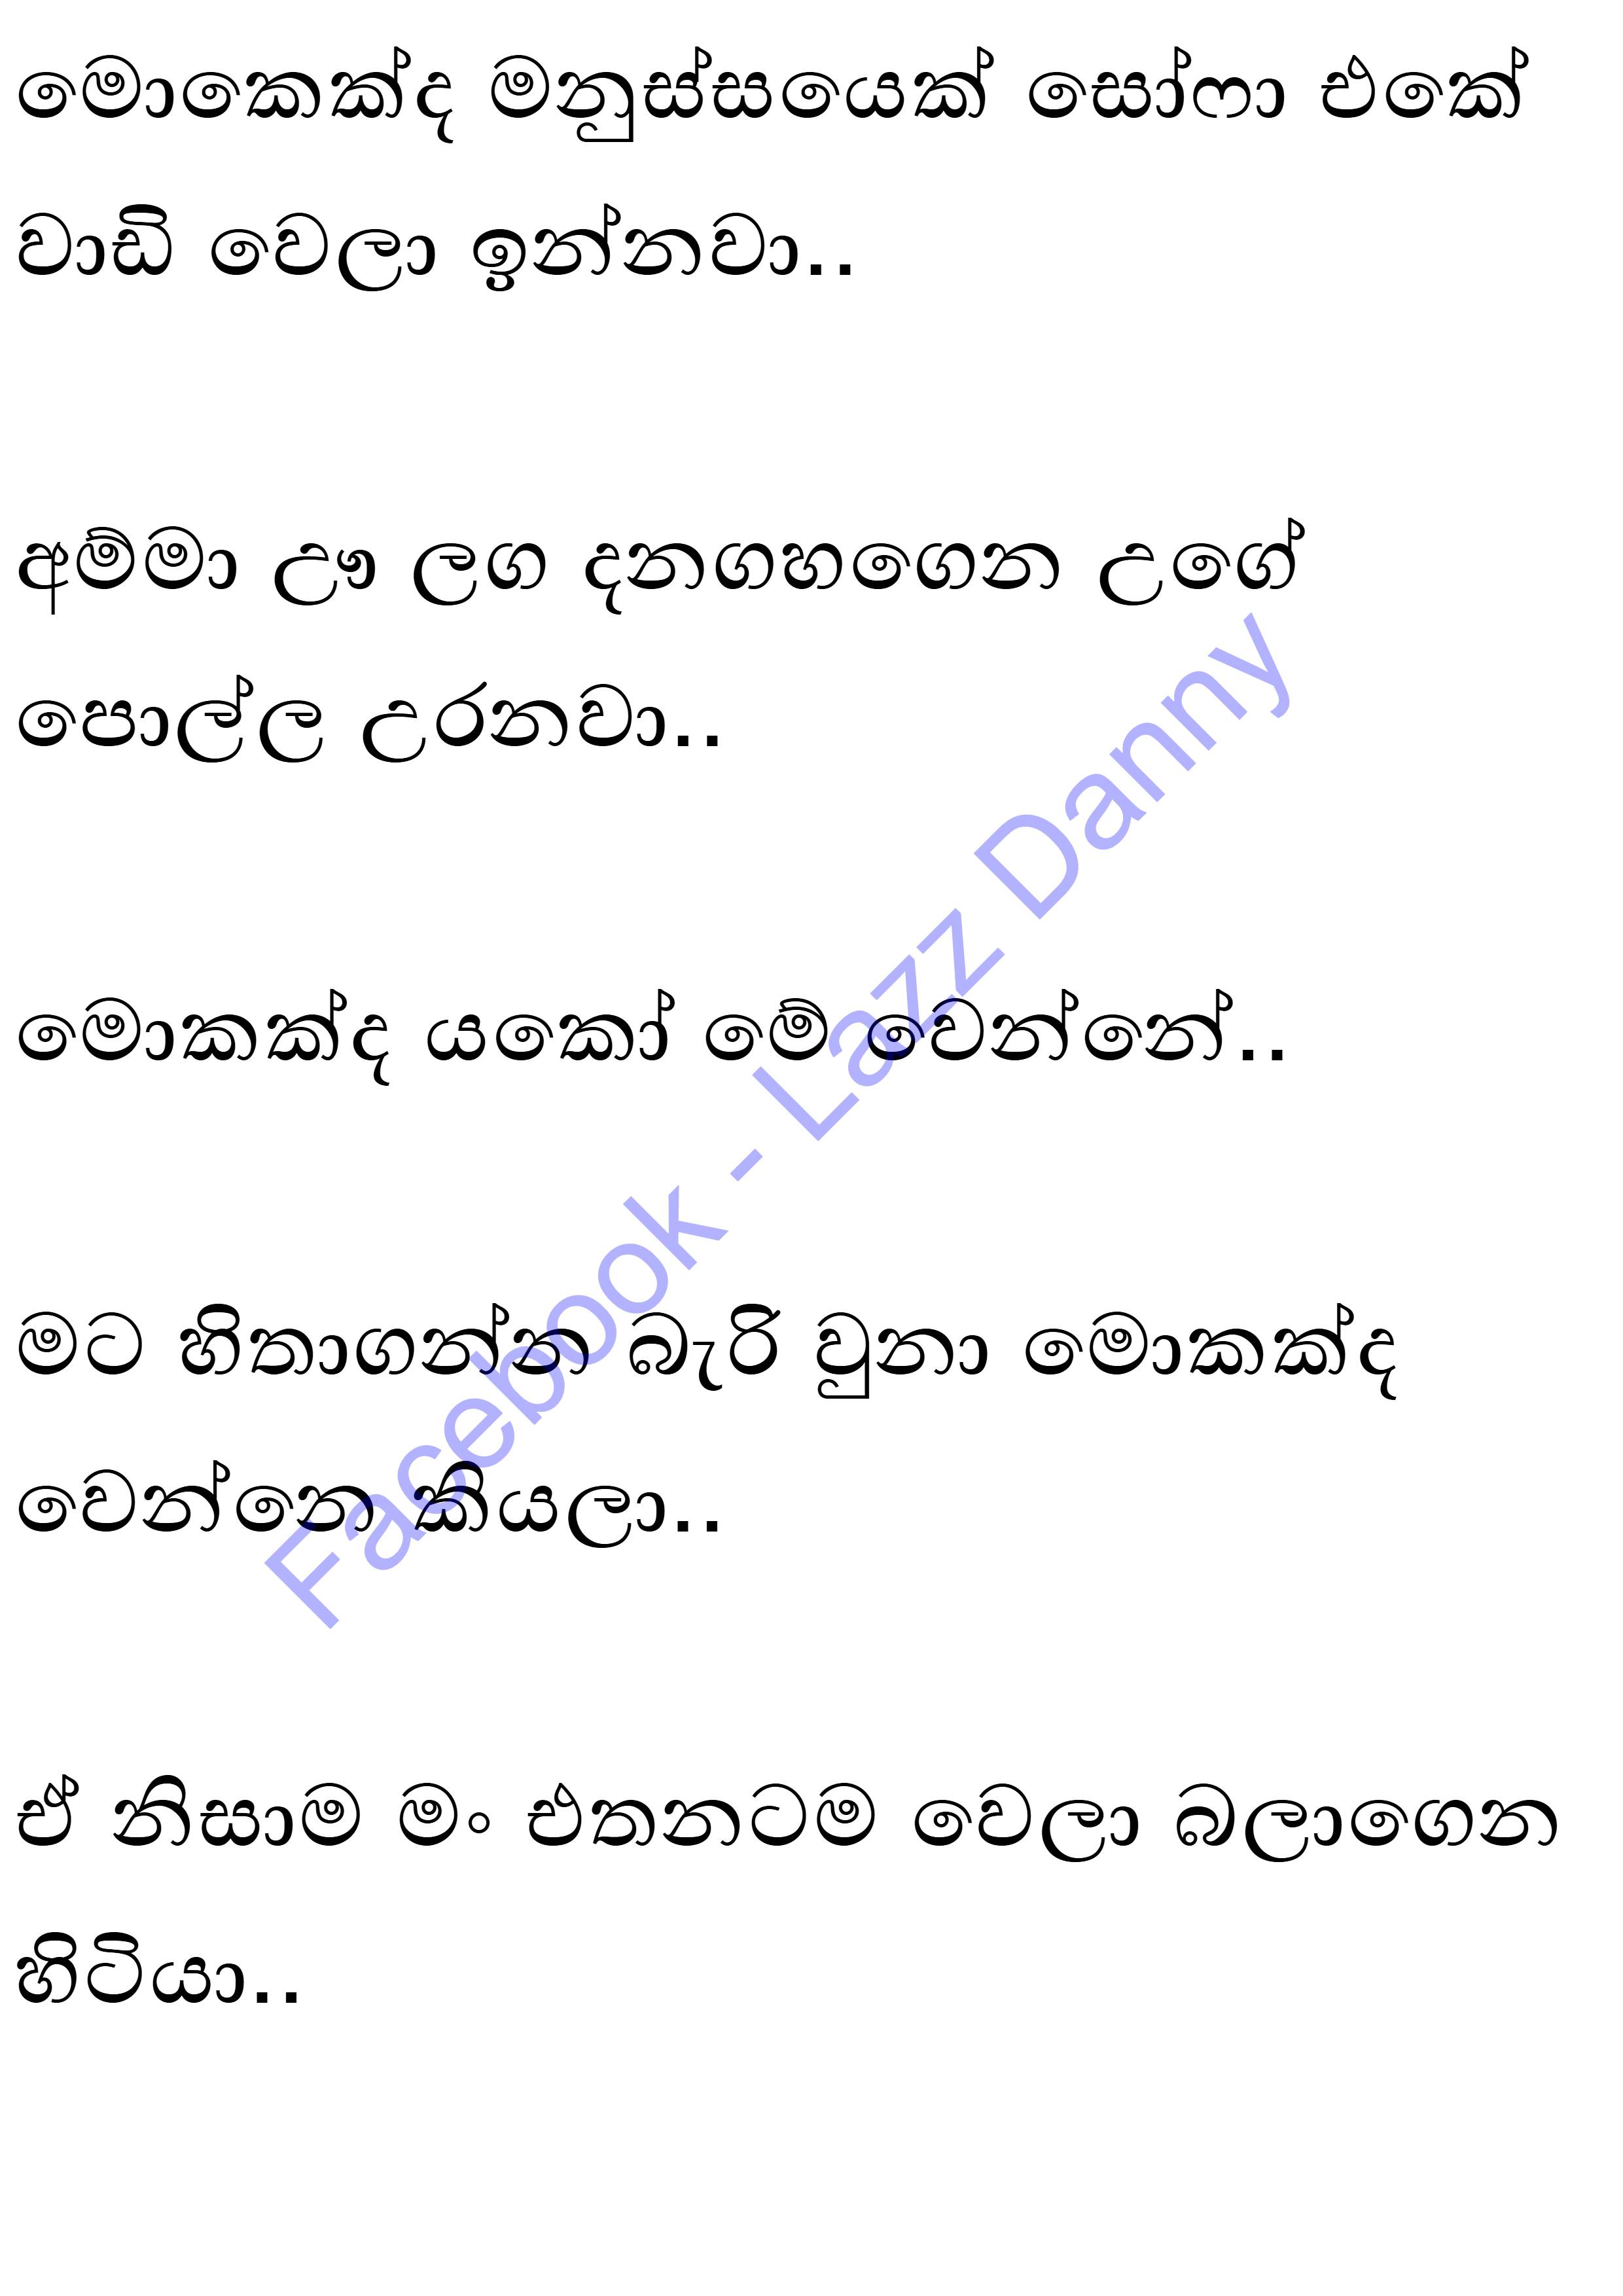 මොකෙක්ද මනුස්සයෙක් සෝෆා එකේ
වාඩි වෙලා ඉන්නවා..
අම්මා ඌ ලග දනගහගෙන උගේ
පොල්ල උරනවා..
මොකක්ද යකෝ මේ වෙන්නේ..
මට හිතාගන්න බැරි වුනා මොකක්ද
වෙන්නෙ කියලා..
ඒ නිසාම මං එතනටම වෙලා බලාගෙන
හිටියා..
Facebook - Lazz Danny